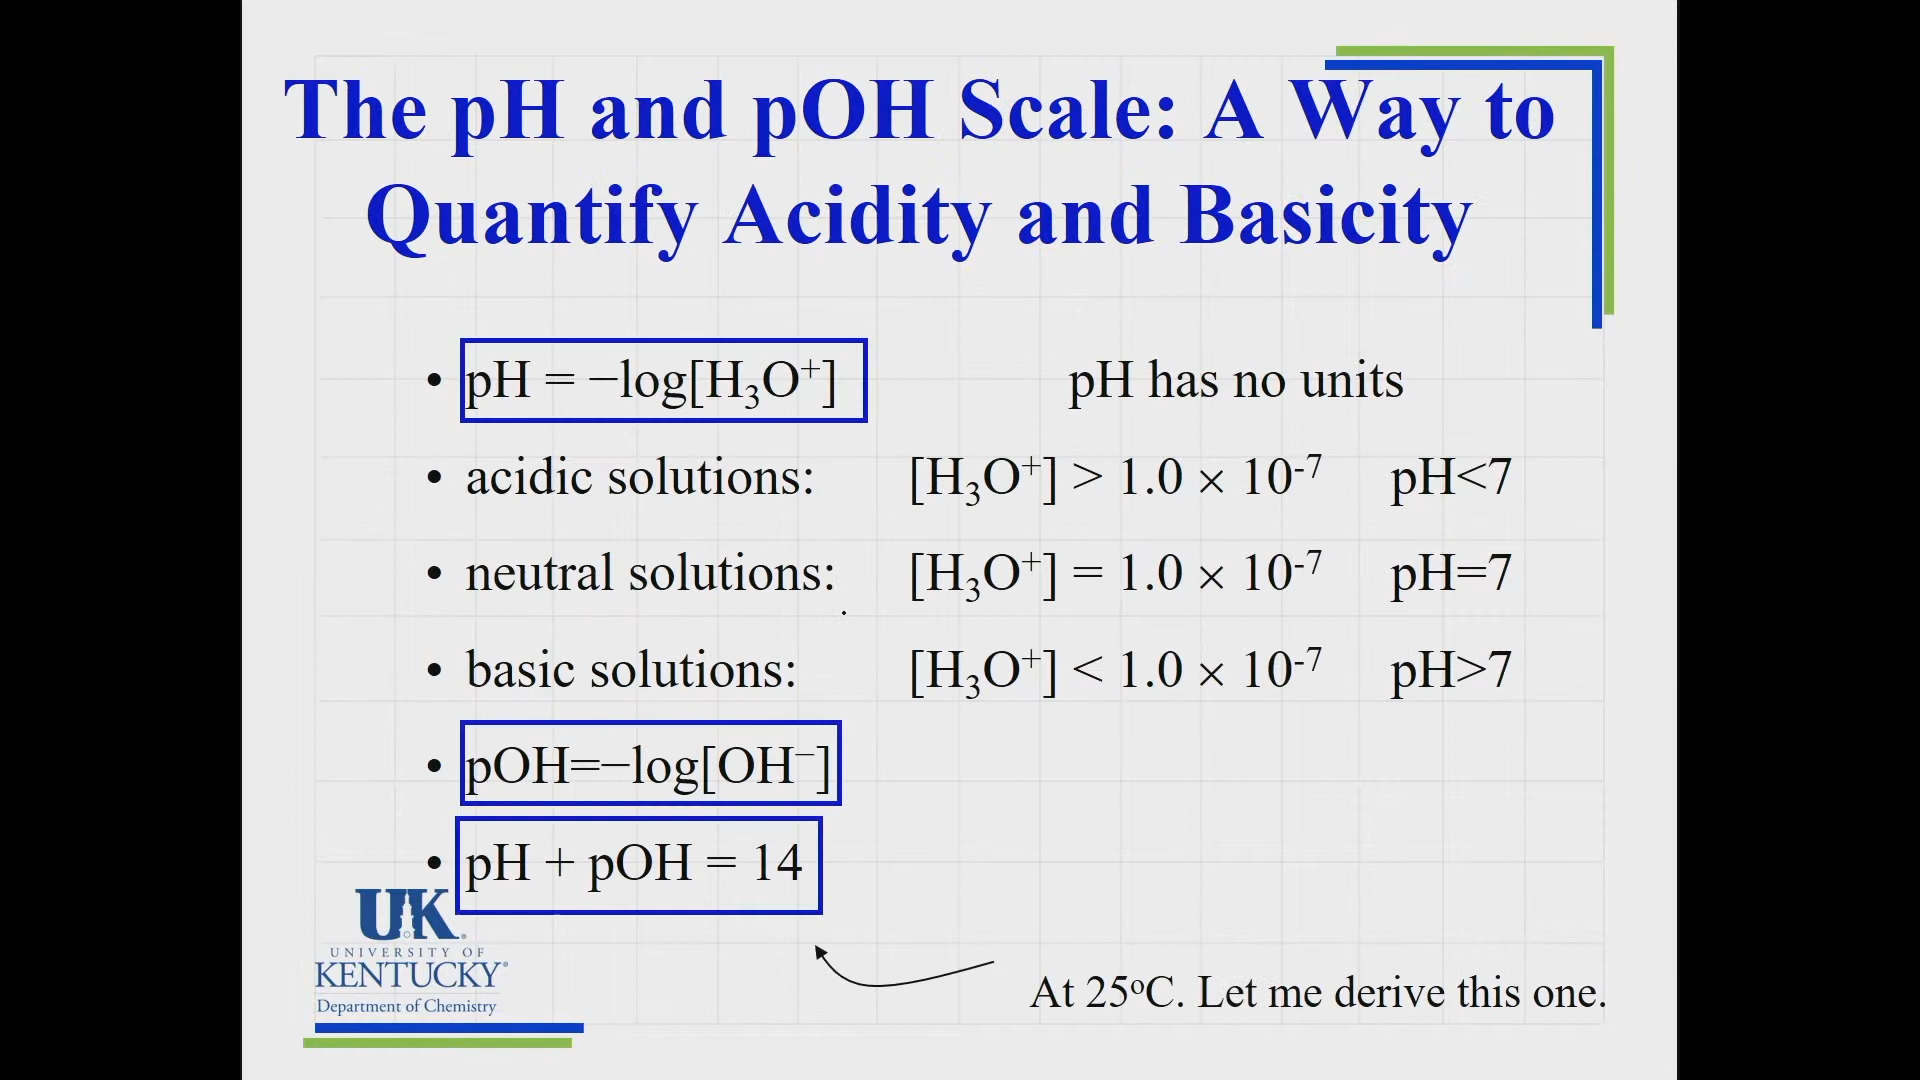 The pH and pOH Scale: A Way to
Quantify Acidity and Basicity
• pH = −log[H₃O⁺] pH has no units
• acidic solutions: [H₃O⁺] > 1.0 × 10⁻⁷ pH<7
• neutral solutions: [H₃O⁺] = 1.0 × 10⁻⁷ pH=7
• basic solutions: [H₃O⁺] < 1.0 × 10⁻⁷ pH>7
• pOH=−log[OH⁻]
• pH + pOH = 14
UK®
UNIVERSITY OF
KENTUCKY®
Department of Chemistry
At 25ºC. Let me derive this one.